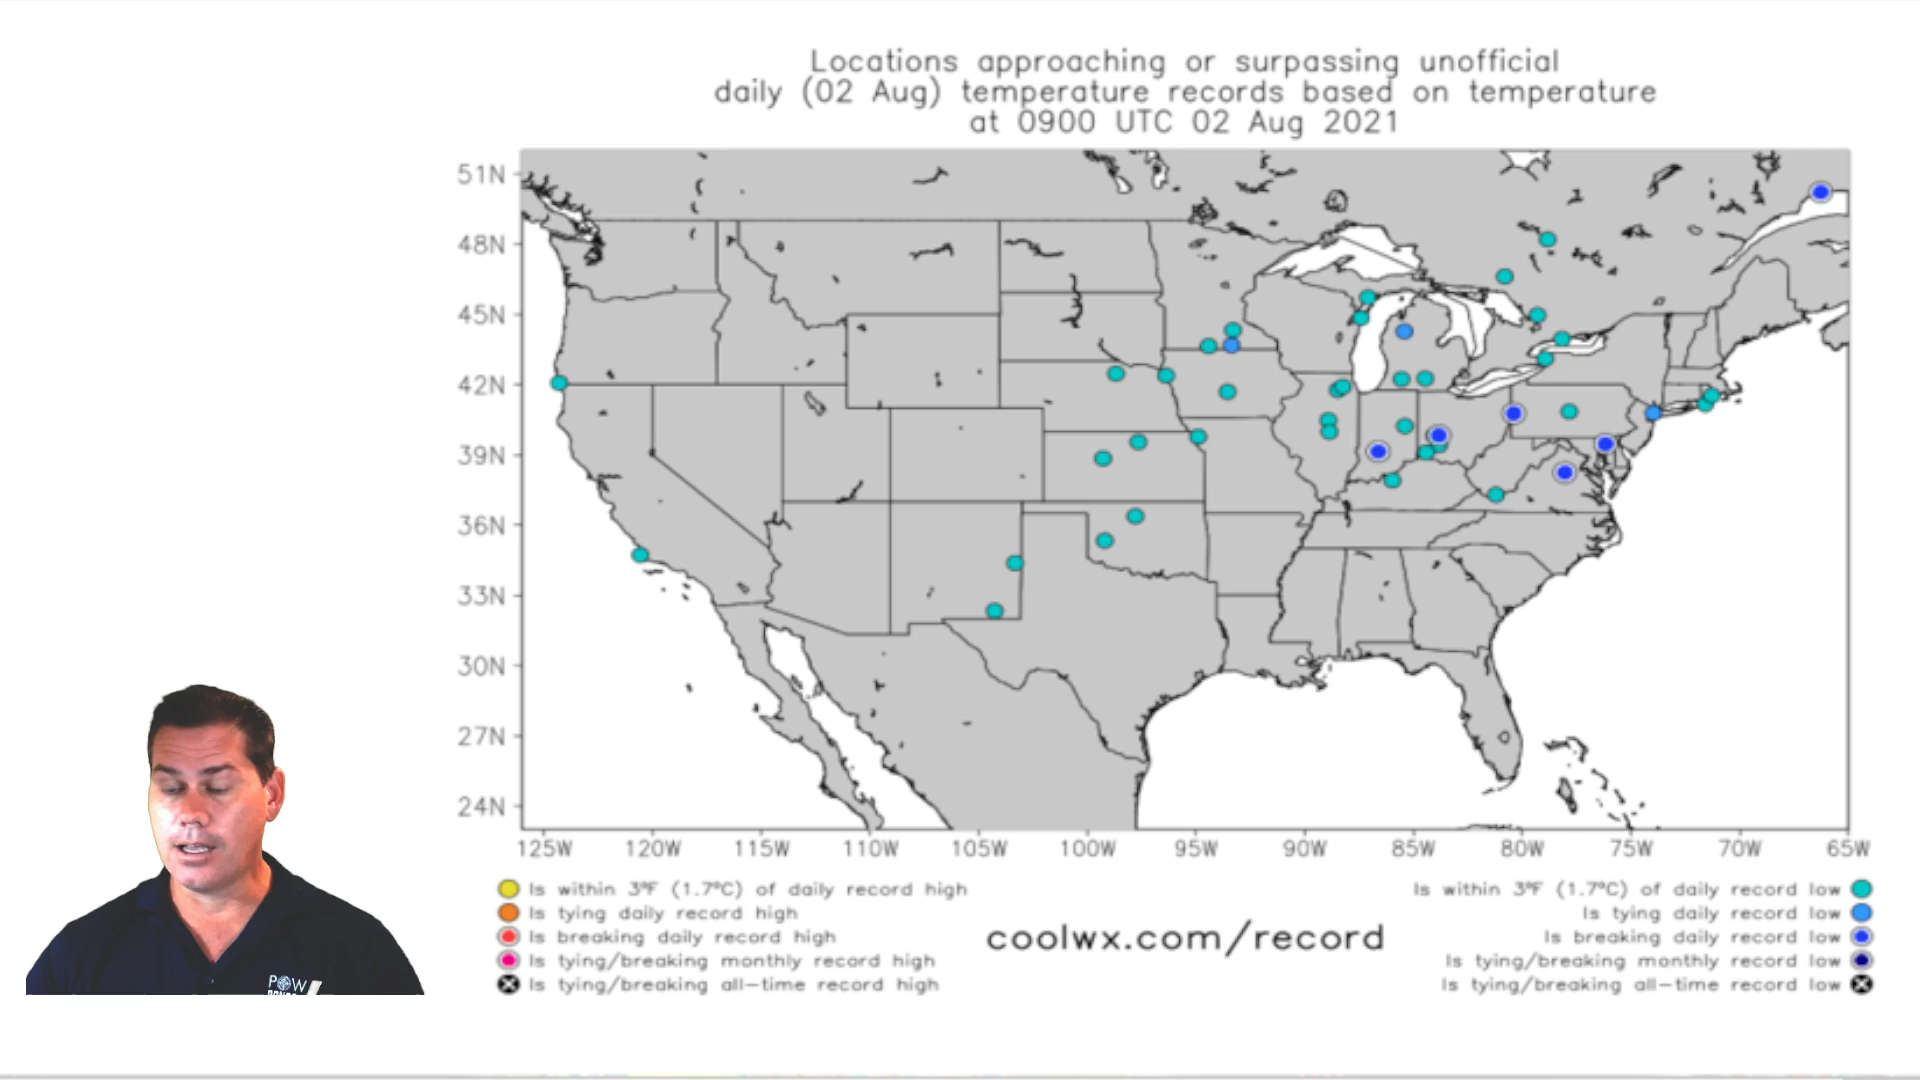 Locations approaching or surpassing unofficial
daily (02 Aug) temperature records based on temperature
at 0900 UTC 02 Aug 2021
51N
48N
45N
42N
39N
36N
33N
30N
27N
24N
125W 120W 115W 110W 105W 100W 95W 90W 85W 80W 75W 70W 65W
Is within 3°F (1.7°C) of daily record high
Is tying daily record high
Is breaking daily record high
Is tying/breaking monthly record high
Is tying/breaking all-time record high
coolwx.com/record
Is within 3°F (1.7°C) of daily record low
Is tying daily record low
Is breaking daily record low
Is tying/breaking monthly record low
Is tying/breaking all-time record low
POW